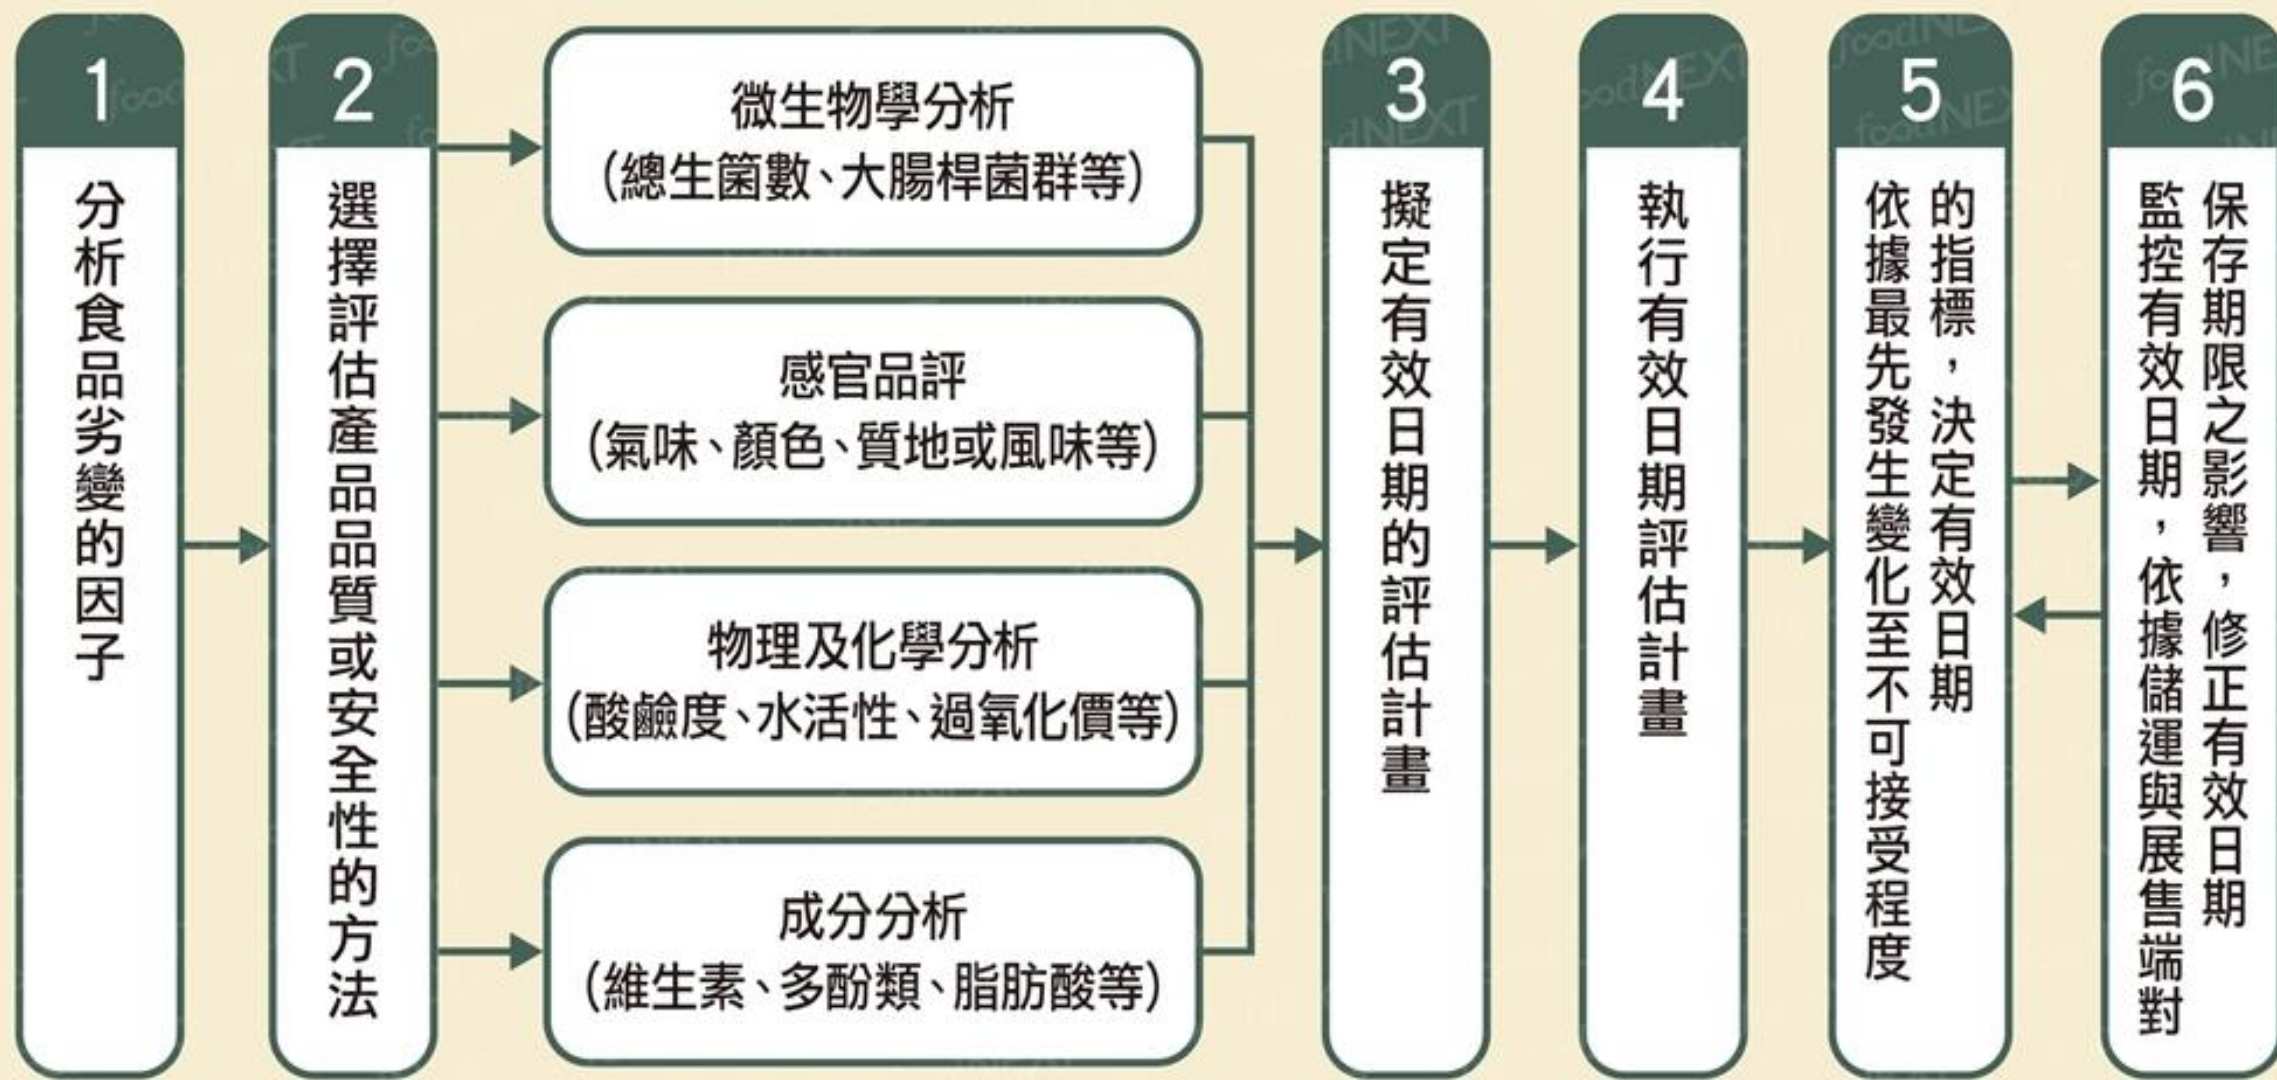 1
分析食品劣變的因子
2
選擇評估產品品質或安全性的方法
微生物學分析
(總生菌數、大腸桿菌群等)
感官品評
(氣味、顏色、質地或風味等)
物理及化學分析
(酸鹼度、水活性、過氧化價等)
成分分析
(維生素、多酚類、脂肪酸等)
3
擬定有效日期的評估計畫
4
執行有效日期評估計畫
5
依據最先發生變化至不可接受程度
的指標，決定有效日期
6
監控有效日期，依據儲運與展售端對
保存期限之影響，修正有效日期
foodNEXT